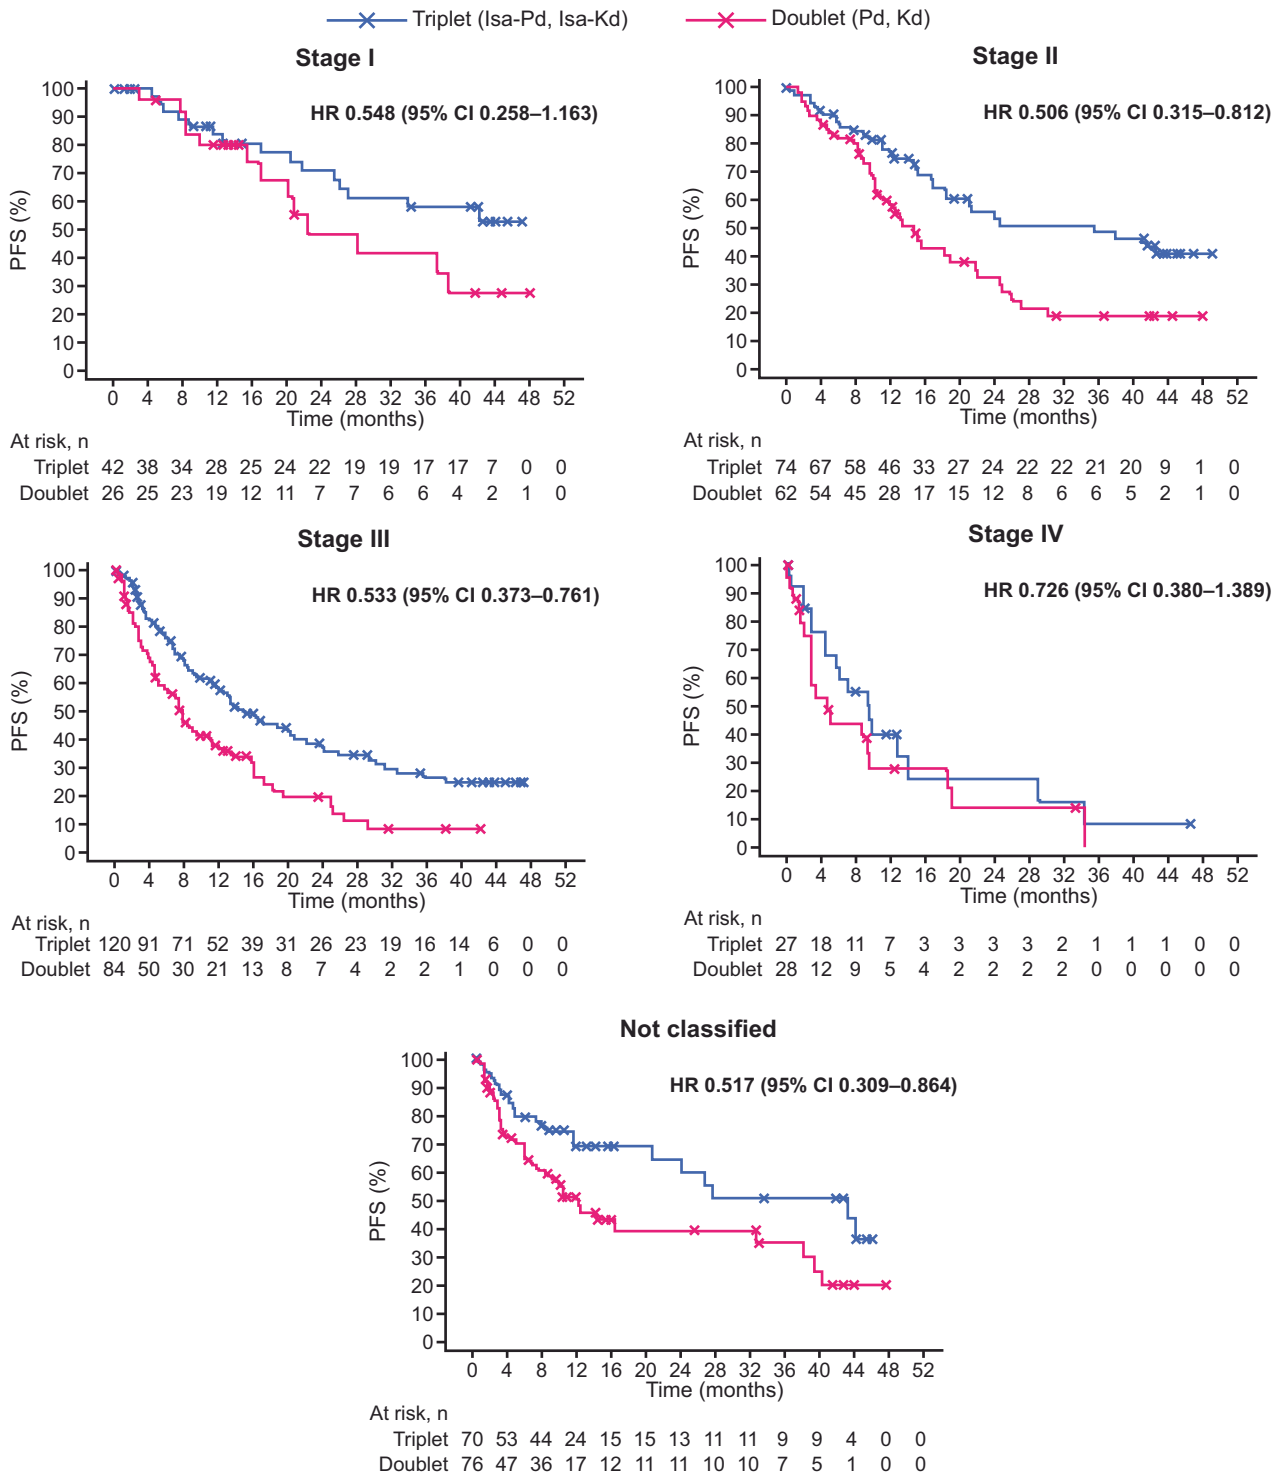 Triplet (Isa-Pd, Isa-Kd) Doublet (Pd, Kd)
Stage I
HR 0.548 (95% CI 0.258–1.163)
PFS (%)
100
90
80
70
60
50
40
30
20
10
0
0 4 8 12 16 20 24 28 32 36 40 44 48 52
Time (months)
At risk, n
Triplet 42 38 34 28 25 24 22 19 19 17 17 7 0 0
Doublet 26 25 23 19 12 11 7 7 6 6 4 2 1 0
Stage II
HR 0.506 (95% CI 0.315–0.812)
PFS (%)
100
90
80
70
60
50
40
30
20
10
0
0 4 8 12 16 20 24 28 32 36 40 44 48 52
Time (months)
At risk, n
Triplet 74 67 58 46 33 27 24 22 22 21 20 9 1 0
Doublet 62 54 45 28 17 15 12 8 6 6 5 2 1 0
Stage III
HR 0.533 (95% CI 0.373–0.761)
PFS (%)
100
90
80
70
60
50
40
30
20
10
0
0 4 8 12 16 20 24 28 32 36 40 44 48 52
Time (months)
At risk, n
Triplet 120 91 71 52 39 31 26 23 19 16 14 6 0 0
Doublet 84 50 30 21 13 8 7 4 2 2 1 0 0 0
Stage IV
HR 0.726 (95% CI 0.380–1.389)
PFS (%)
100
90
80
70
60
50
40
30
20
10
0
0 4 8 12 16 20 24 28 32 36 40 44 48 52
Time (months)
At risk, n
Triplet 27 18 11 7 3 3 3 3 2 1 1 1 0 0
Doublet 28 12 9 5 4 2 2 2 2 0 0 0 0 0
Not classified
HR 0.517 (95% CI 0.309–0.864)
PFS (%)
100
90
80
70
60
50
40
30
20
10
0
0 4 8 12 16 20 24 28 32 36 40 44 48 52
Time (months)
At risk, n
Triplet 70 53 44 24 15 15 13 11 11 9 9 4 0 0
Doublet 76 47 36 17 12 11 11 10 10 7 5 1 0 0